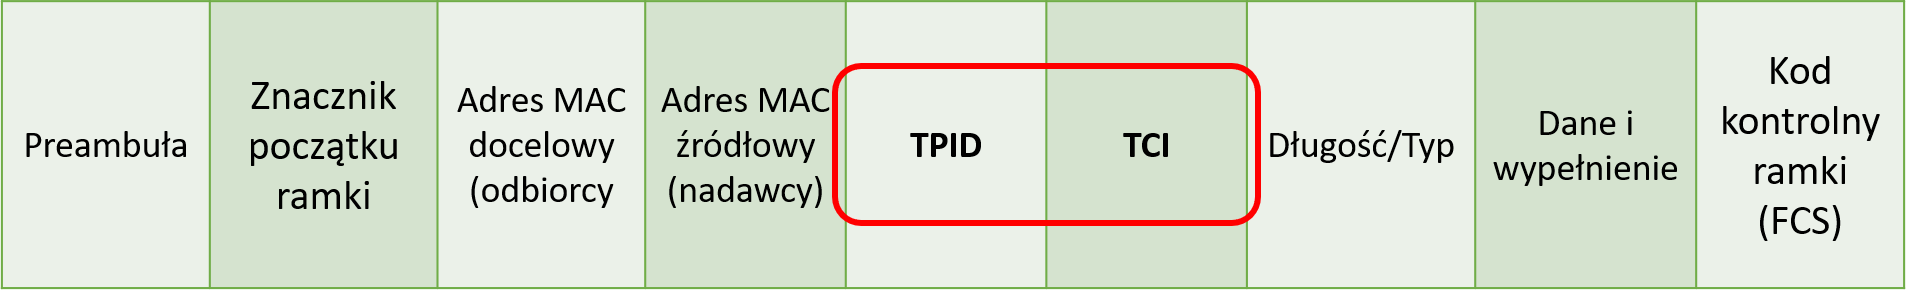 Preambuła
Znacznik
początku
ramki
Adres MAC
docelowy
(odbiorcy
Adres MAC
źródłowy
(nadawcy)
TPID
TCI
Długość/Typ
Dane i
wypełnienie
Kod
kontrolny
ramki
(FCS)